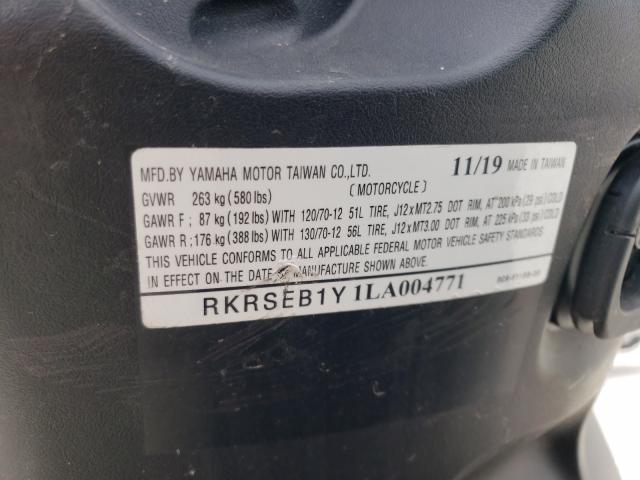 MFD.BY YAMAHA MOTOR TAIWAN CO.,LTD. 11/19 MADE IN TAIWAN
GVWR 263 kg (580 lbs) (MOTORCYCLE)
GAWR F ; 87 kg (192 lbs) WITH 120/70-12 51L TIRE, J12xMT2.75 DOT RIM, AT 200 kPa (29 psi) COLD
GAWR R ; 176 kg (388 lbs) WITH 130/70-12 56L TIRE, J12xMT3.00 DOT RIM, AT 225 kPa (33 psi) COLD
THIS VEHICLE CONFORMS TO ALL APPLICABLE FEDERAL MOTOR VEHICLE SAFETY STANDARDS
IN EFFECT ON THE DATE OF MANUFACTURE SHOWN ABOVE.
RKRSEB1Y1LA004771